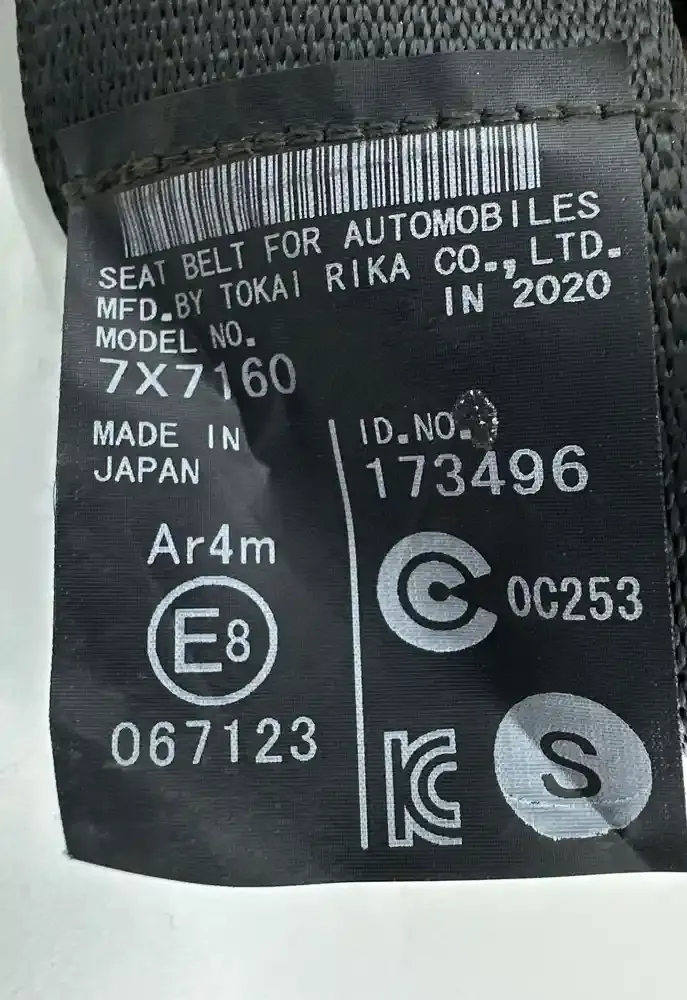 SEAT BELT FOR AUTOMOBILES
MFD.BY TOKAI RIKA CO.,LTD.
IN 2020
MODEL NO.
7X7160
MADE IN
JAPAN
Ar4m
E8
067123
ID.NO.
173496
C 0C253
KC
S